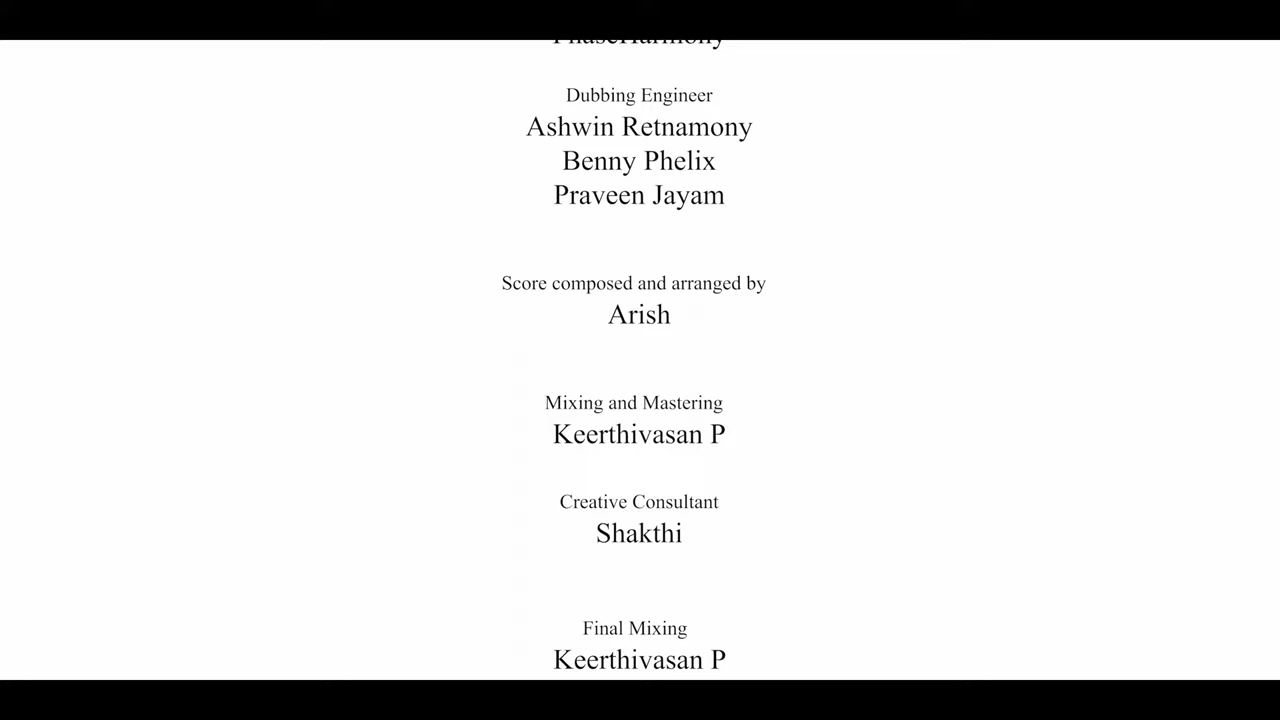 PhaseHarmony
Dubbing Engineer
Ashwin Retnamony
Benny Phelix
Praveen Jayam
Score composed and arranged by
Arish
Mixing and Mastering
Keerthivasan P
Creative Consultant
Shakthi
Final Mixing
Keerthivasan P